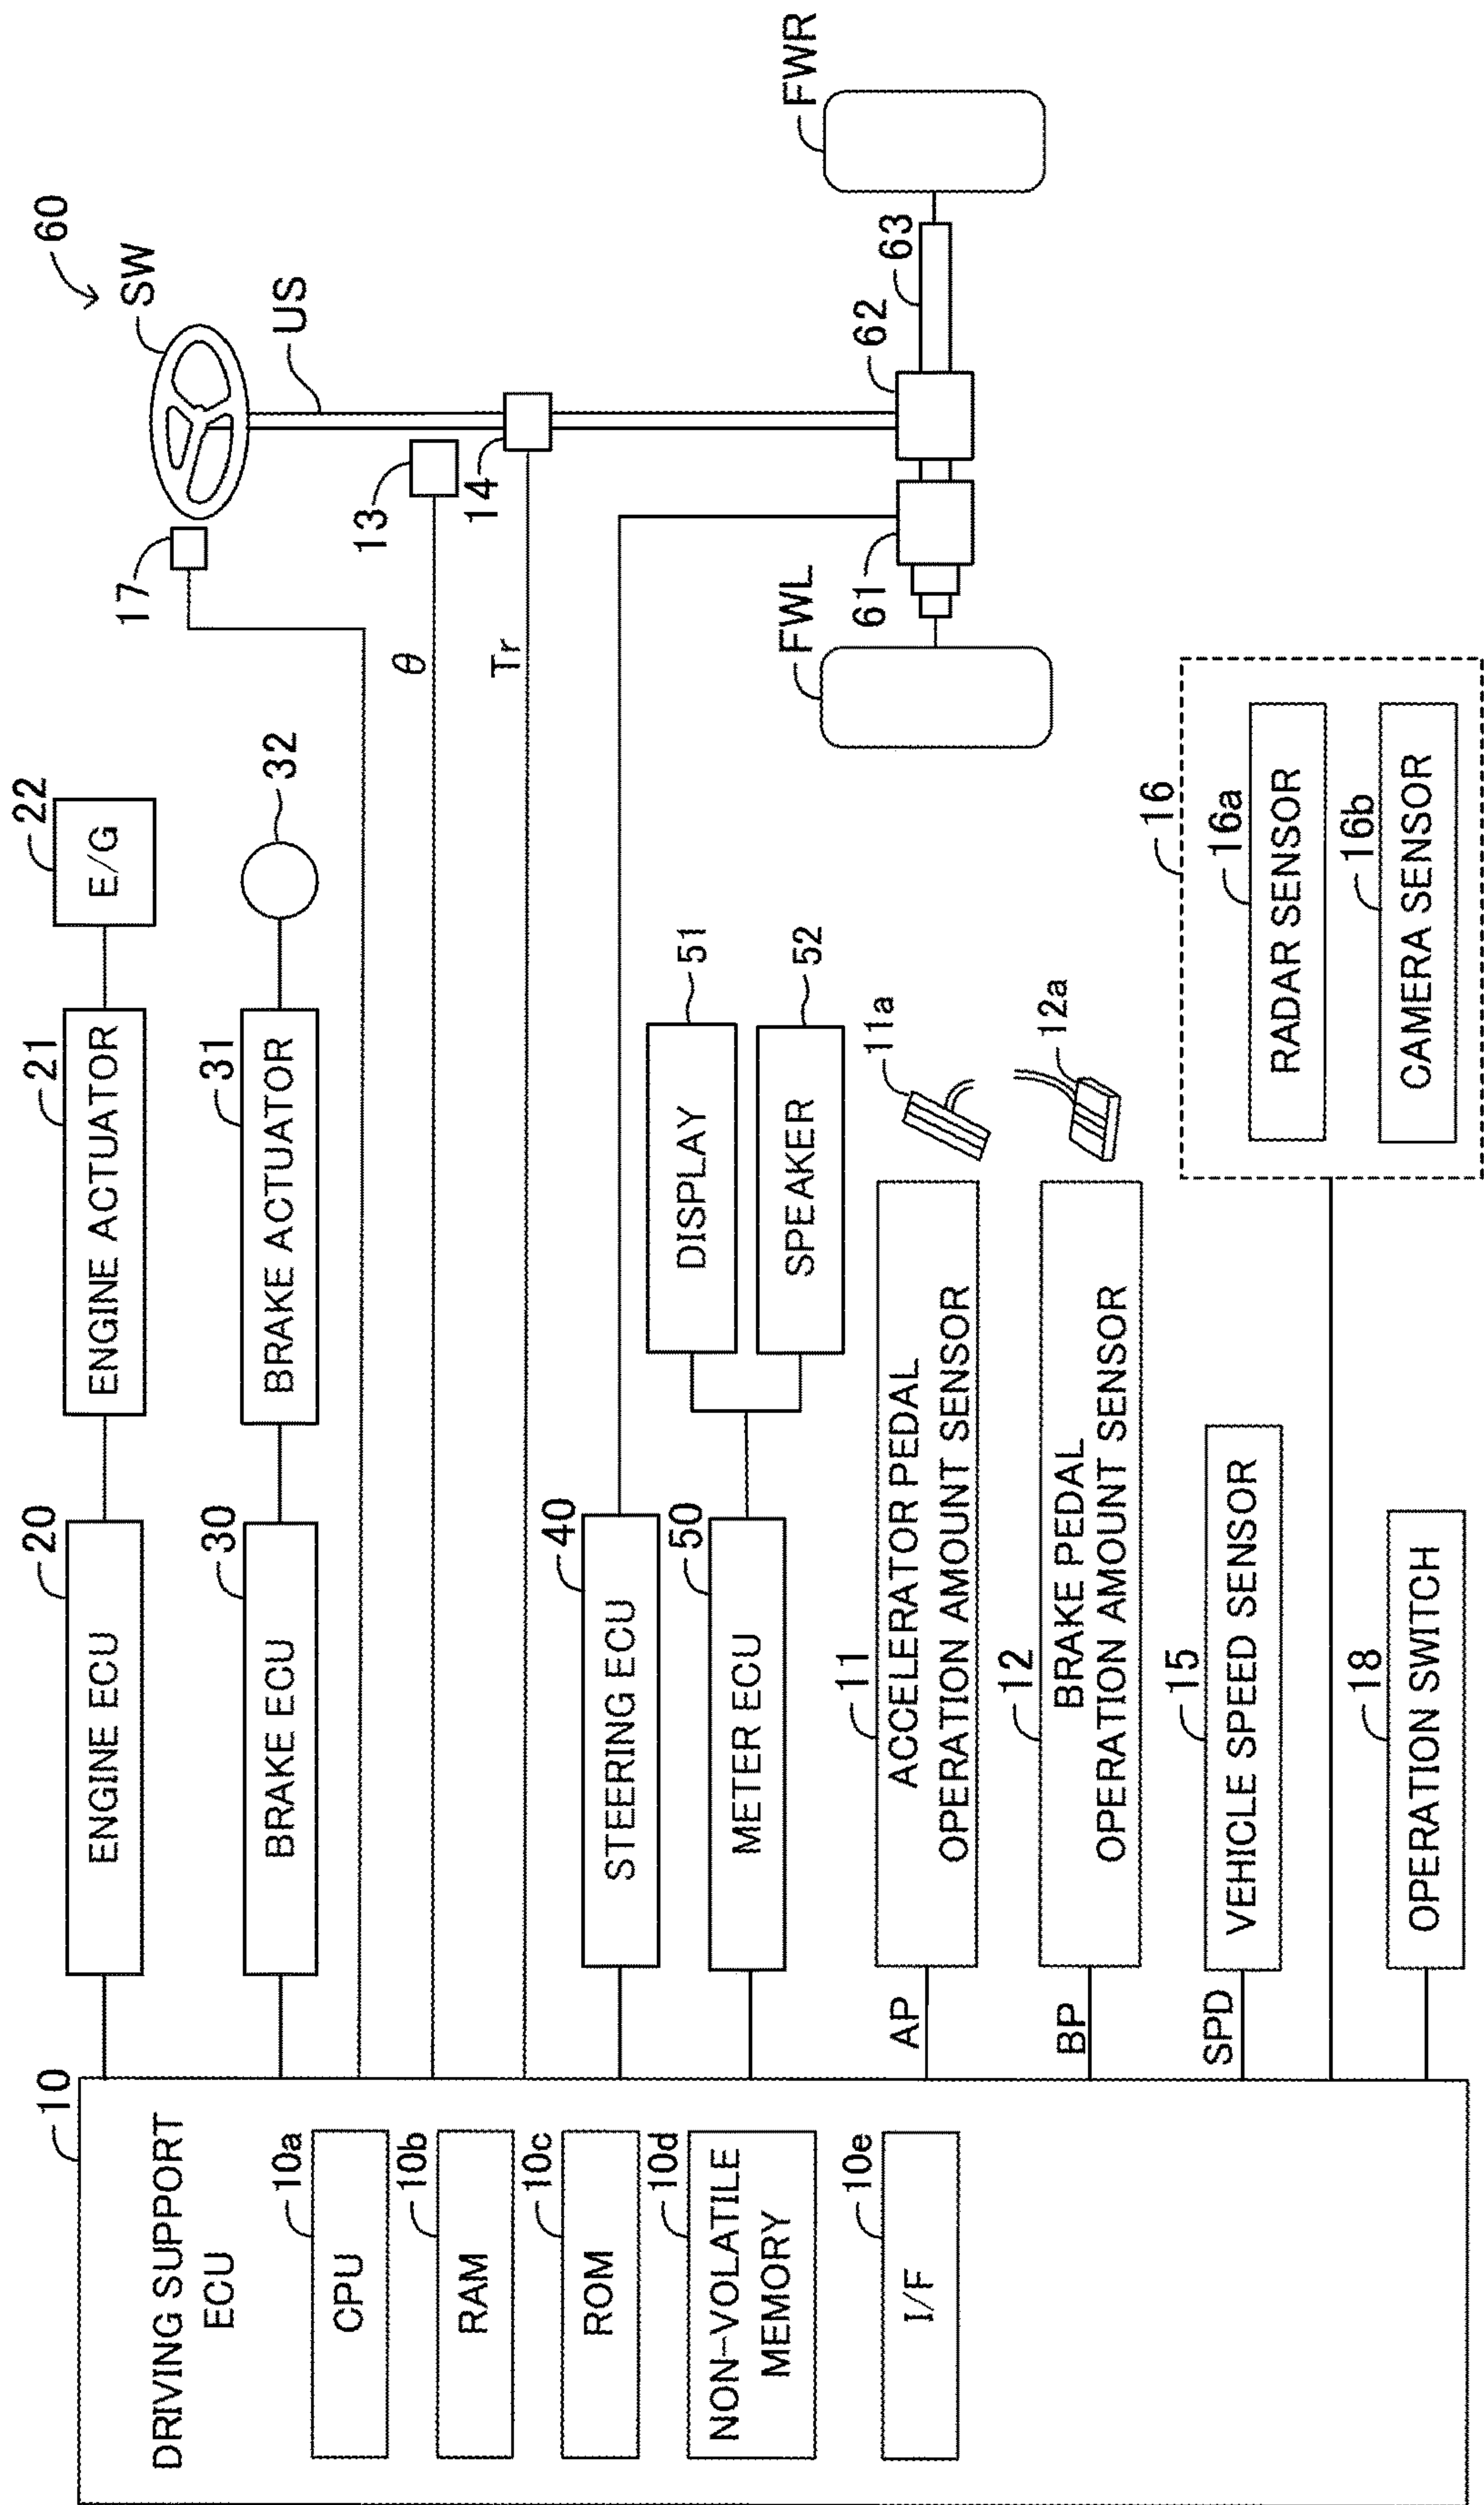 10
DRIVING SUPPORT
ECU
10a
CPU
10b
RAM
10c
ROM
10d
NON-VOLATILE
MEMORY
10e
I/F
20
ENGINE ECU
21
ENGINE ACTUATOR
22
E/G
30
BRAKE ECU
31
BRAKE ACTUATOR
32
17
60
SW
US
13
θ
14
Tr
40
STEERING ECU
61
62
63
FWL
FWR
50
METER ECU
DISPLAY
51
SPEAKER
52
AP
11
ACCELERATOR PEDAL
OPERATION AMOUNT SENSOR
11a
BP
12
BRAKE PEDAL
OPERATION AMOUNT SENSOR
12a
SPD
15
VEHICLE SPEED SENSOR
16
16a
RADAR SENSOR
16b
CAMERA SENSOR
18
OPERATION SWITCH